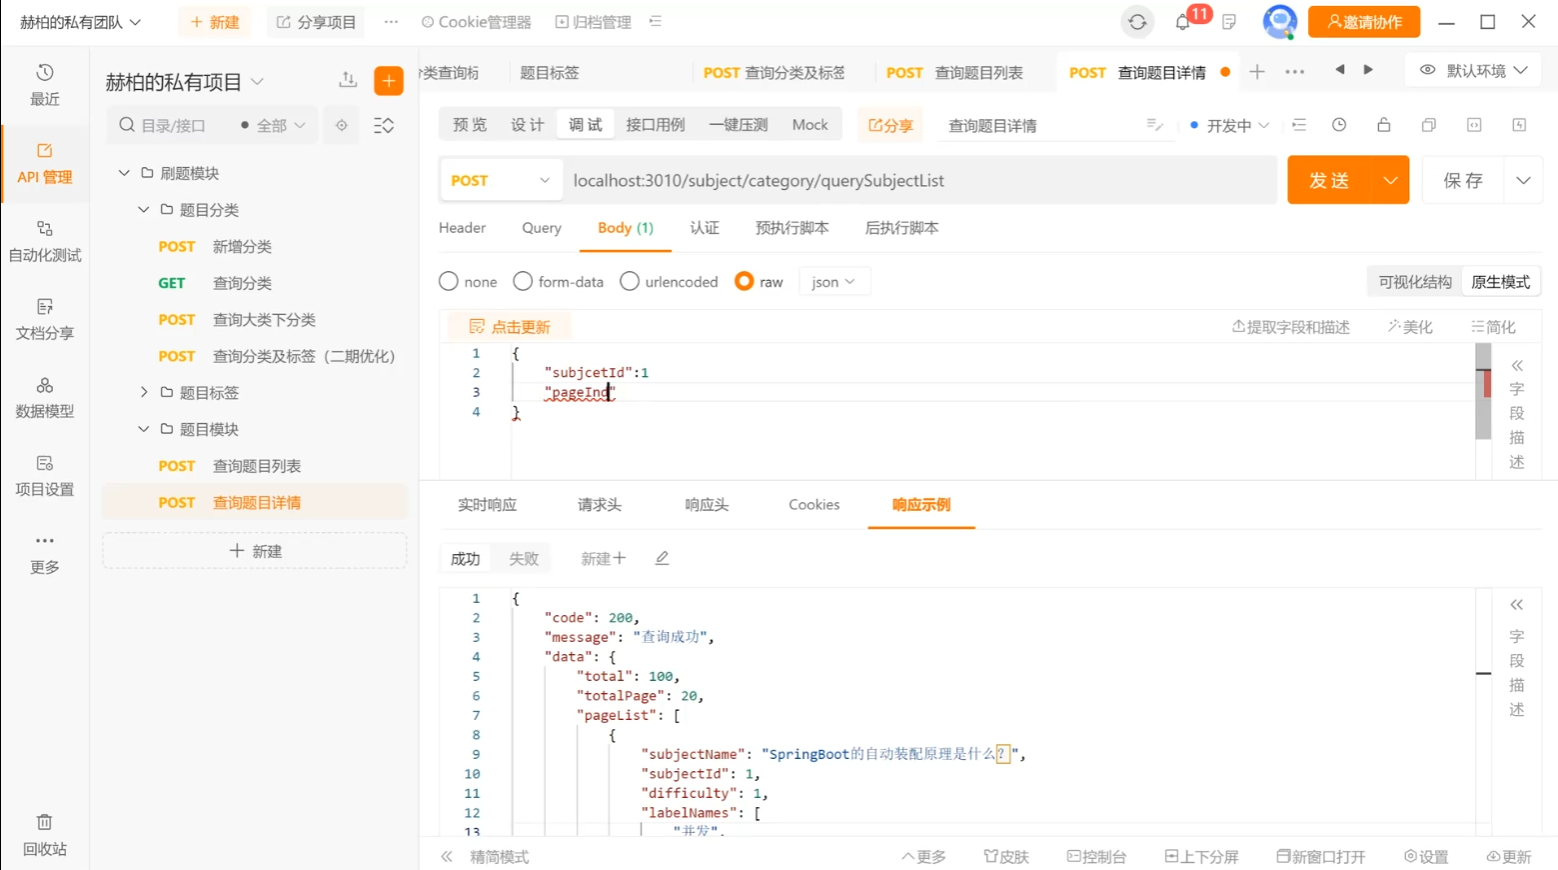 赫柏的私有团队
+ 新建
分享项目
Cookie管理器
归档管理
11
邀请协作
最近
API 管理
自动化测试
文档分享
数据模型
项目设置
更多
回收站
赫柏的私有项目
目录/接口
全部
刷题模块
题目分类
POST 新增分类
GET 查询分类
POST 查询大类下分类
POST 查询分类及标签（二期优化）
题目标签
题目模块
POST 查询题目列表
POST 查询题目详情
+ 新建
分类查询标
题目标签
POST 查询分类及标签
POST 查询题目列表
POST 查询题目详情
默认环境
预 览
设 计
调 试
接口用例
一键压测
Mock
分享
查询题目详情
开发中
POST
localhost:3010/subject/category/querySubjectList
发 送
保 存
Header
Query
Body (1)
认证
预执行脚本
后执行脚本
none
form-data
urlencoded
raw
json
可视化结构
原生模式
点击更新
提取字段和描述
美化
简化
1 {
2 "subjcetId":1
3 "pageInd"
4 }
字段描述
实时响应
请求头
响应头
Cookies
响应示例
成功
失败
新建+
1 {
2 "code": 200,
3 "message": "查询成功",
4 "data": {
5 "total": 100,
6 "totalPage": 20,
7 "pageList": [
8 {
9 "subjectName": "SpringBoot的自动装配原理是什么？",
10 "subjectId": 1,
11 "difficulty": 1,
12 "labelNames": [
13 "并发",
字段描述
精简模式
更多
皮肤
控制台
上下分屏
新窗口打开
设置
更新